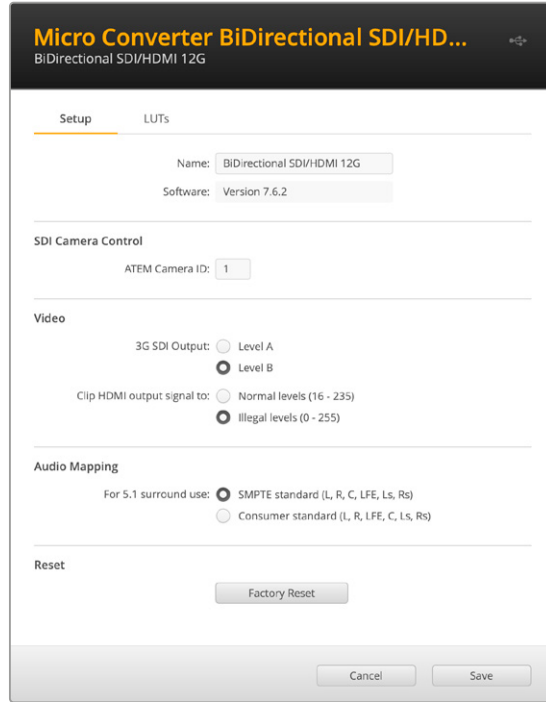 Micro Converter BiDirectional SDI/HD...
BiDirectional SDI/HDMI 12G
Setup LUTs
Name: BiDirectional SDI/HDMI 12G
Software: Version 7.6.2
SDI Camera Control
ATEM Camera ID: 1
Video
3G SDI Output: Level A
Level B
Clip HDMI output signal to: Normal levels (16 - 235)
Illegal levels (0 - 255)
Audio Mapping
For 5.1 surround use: SMPTE standard (L, R, C, LFE, Ls, Rs)
Consumer standard (L, R, LFE, C, Ls, Rs)
Reset
Factory Reset
Cancel Save